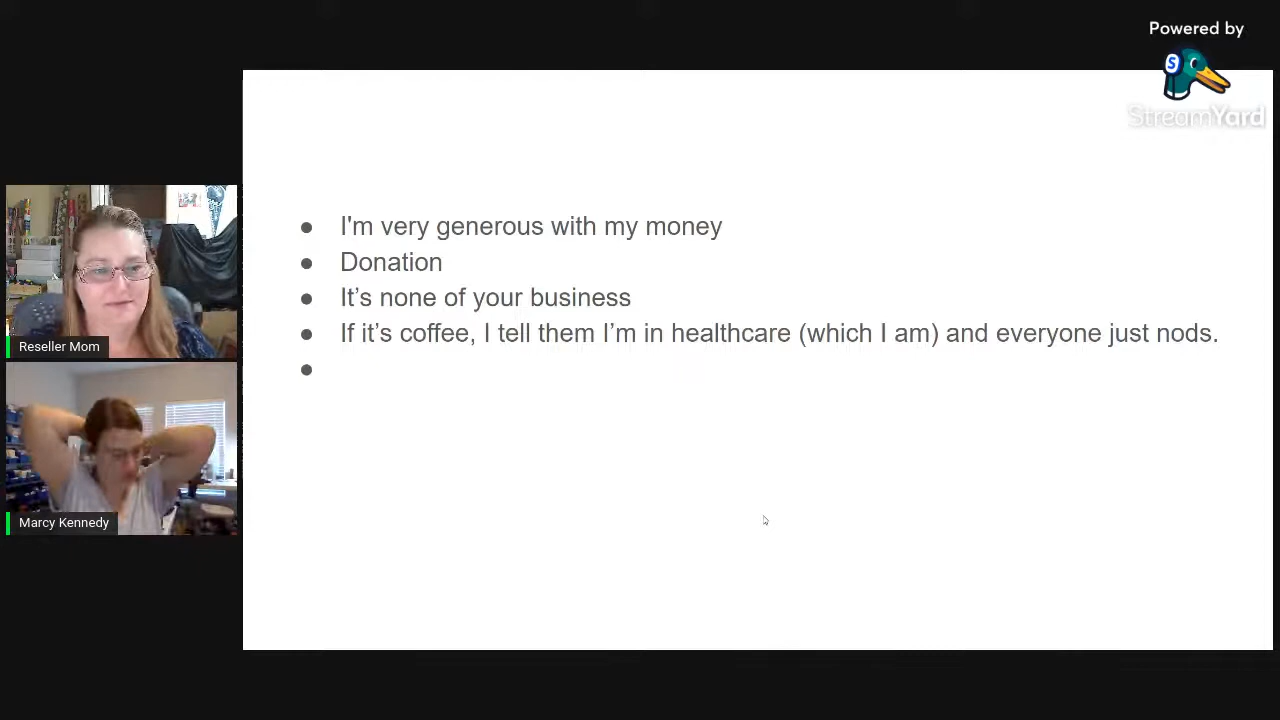 Powered by
StreamYard
I'm very generous with my money
Donation
It’s none of your business
If it’s coffee, I tell them I’m in healthcare (which I am) and everyone just nods.
Reseller Mom
Marcy Kennedy